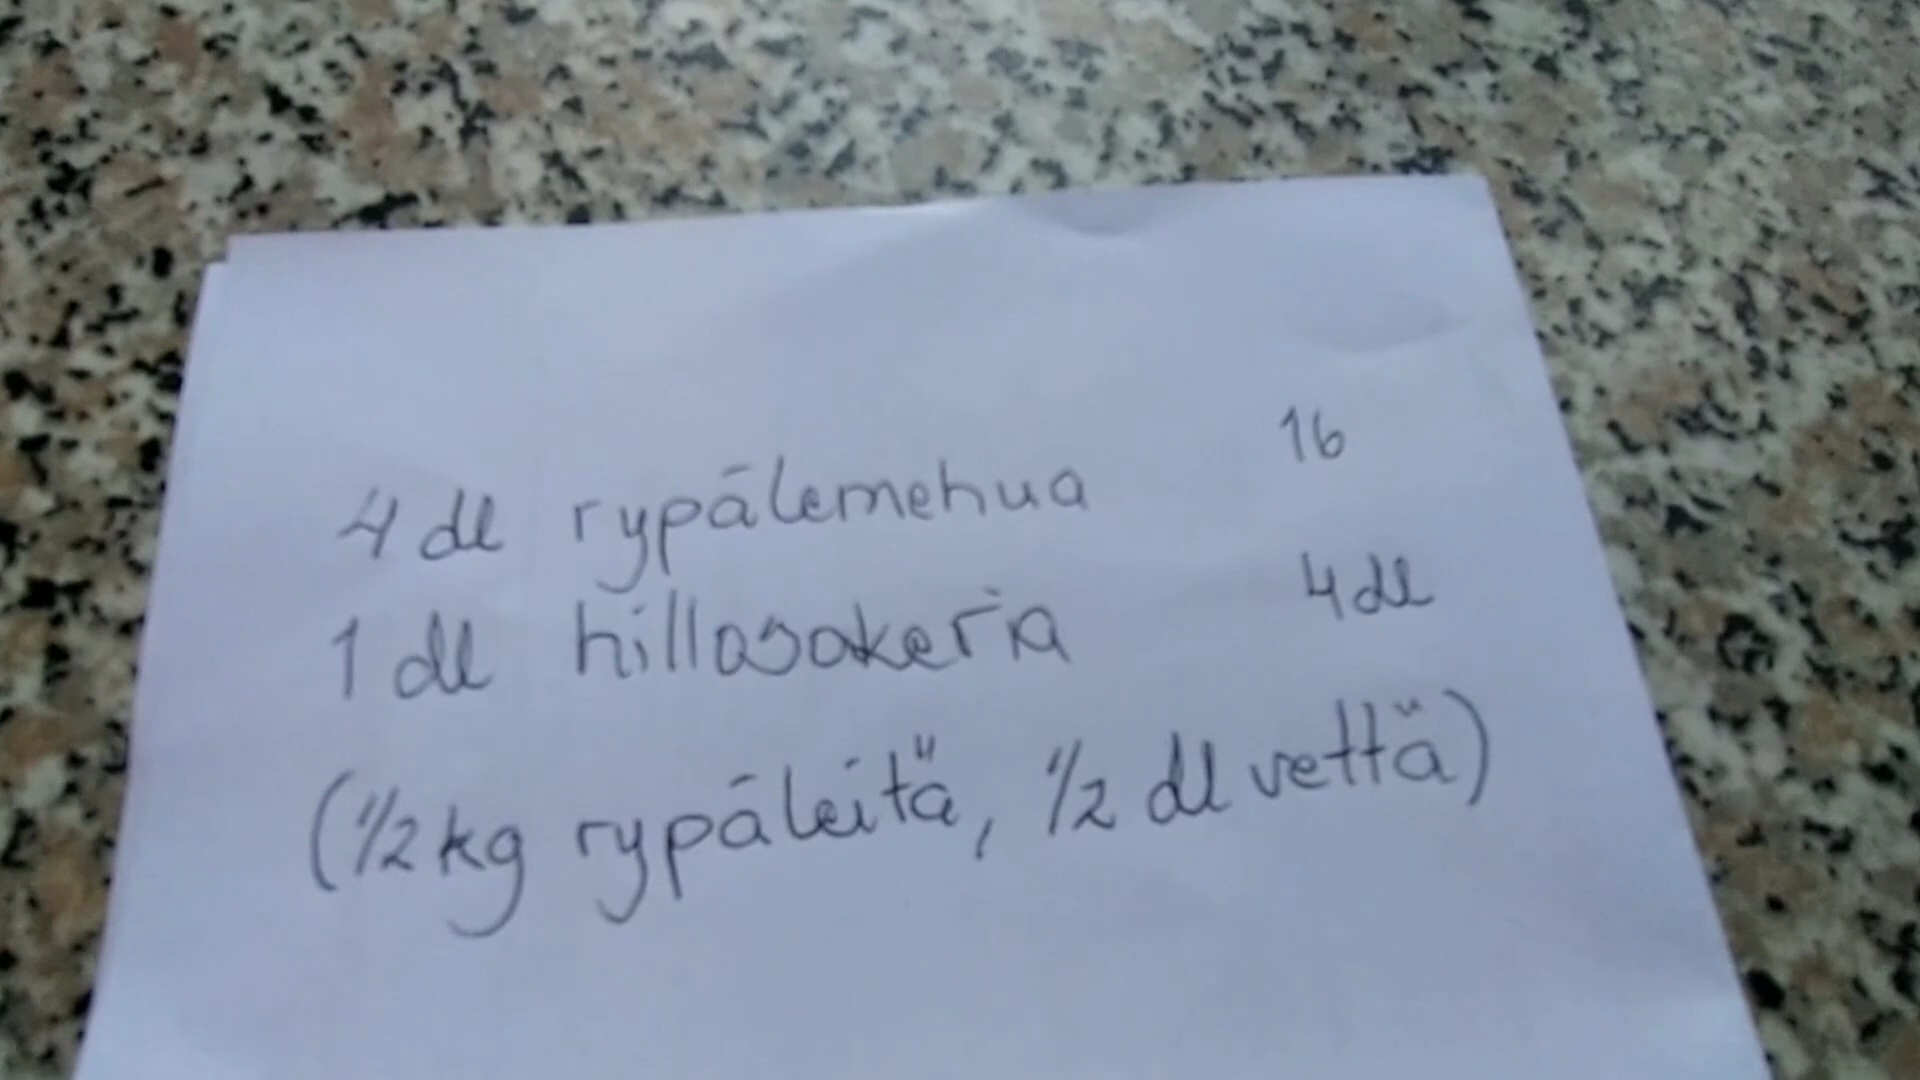 4 dl rypälemehua 16
1 dl hillosokeria 4 dl
(1/2 kg rypäleitä, 1/2 dl vettä)